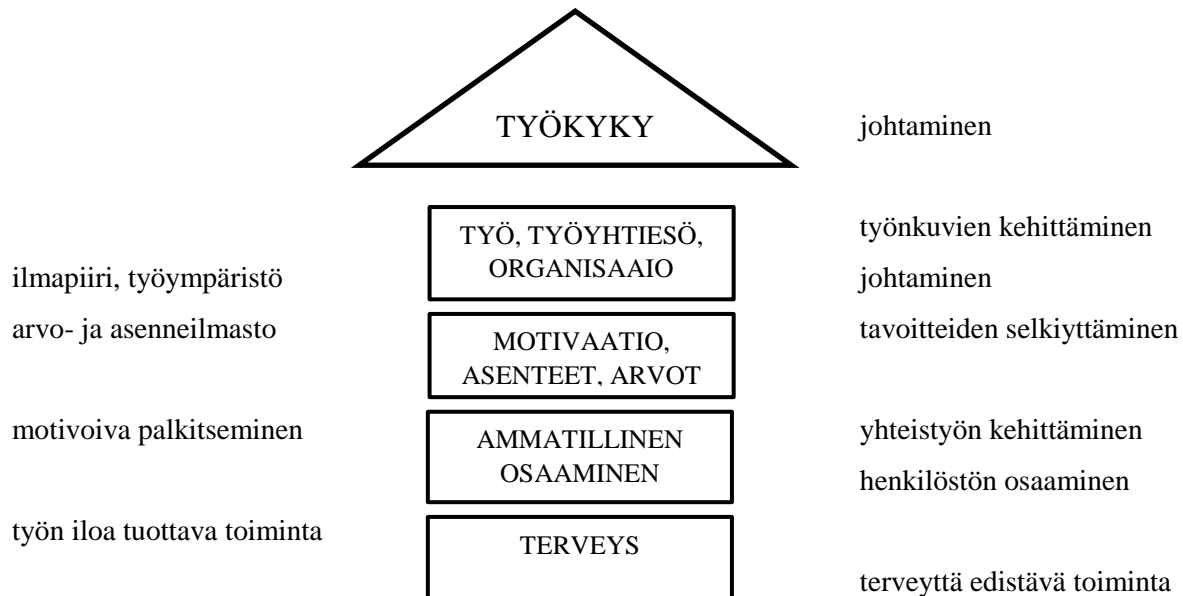 TYÖKYKY
johtaminen
TYÖ, TYÖYHTIESÖ,
ORGANISAAIO
työnkuvien kehittäminen
ilmapiiri, työympäristö
johtaminen
arvo- ja asenneilmasto
MOTIVAATIO,
ASENTEET, ARVOT
tavoitteiden selkiyttäminen
motivoiva palkitseminen
AMMATILLINEN
OSAAMINEN
yhteistyön kehittäminen
henkilöstön osaaminen
työn iloa tuottava toiminta
TERVEYS
terveyttä edistävä toiminta